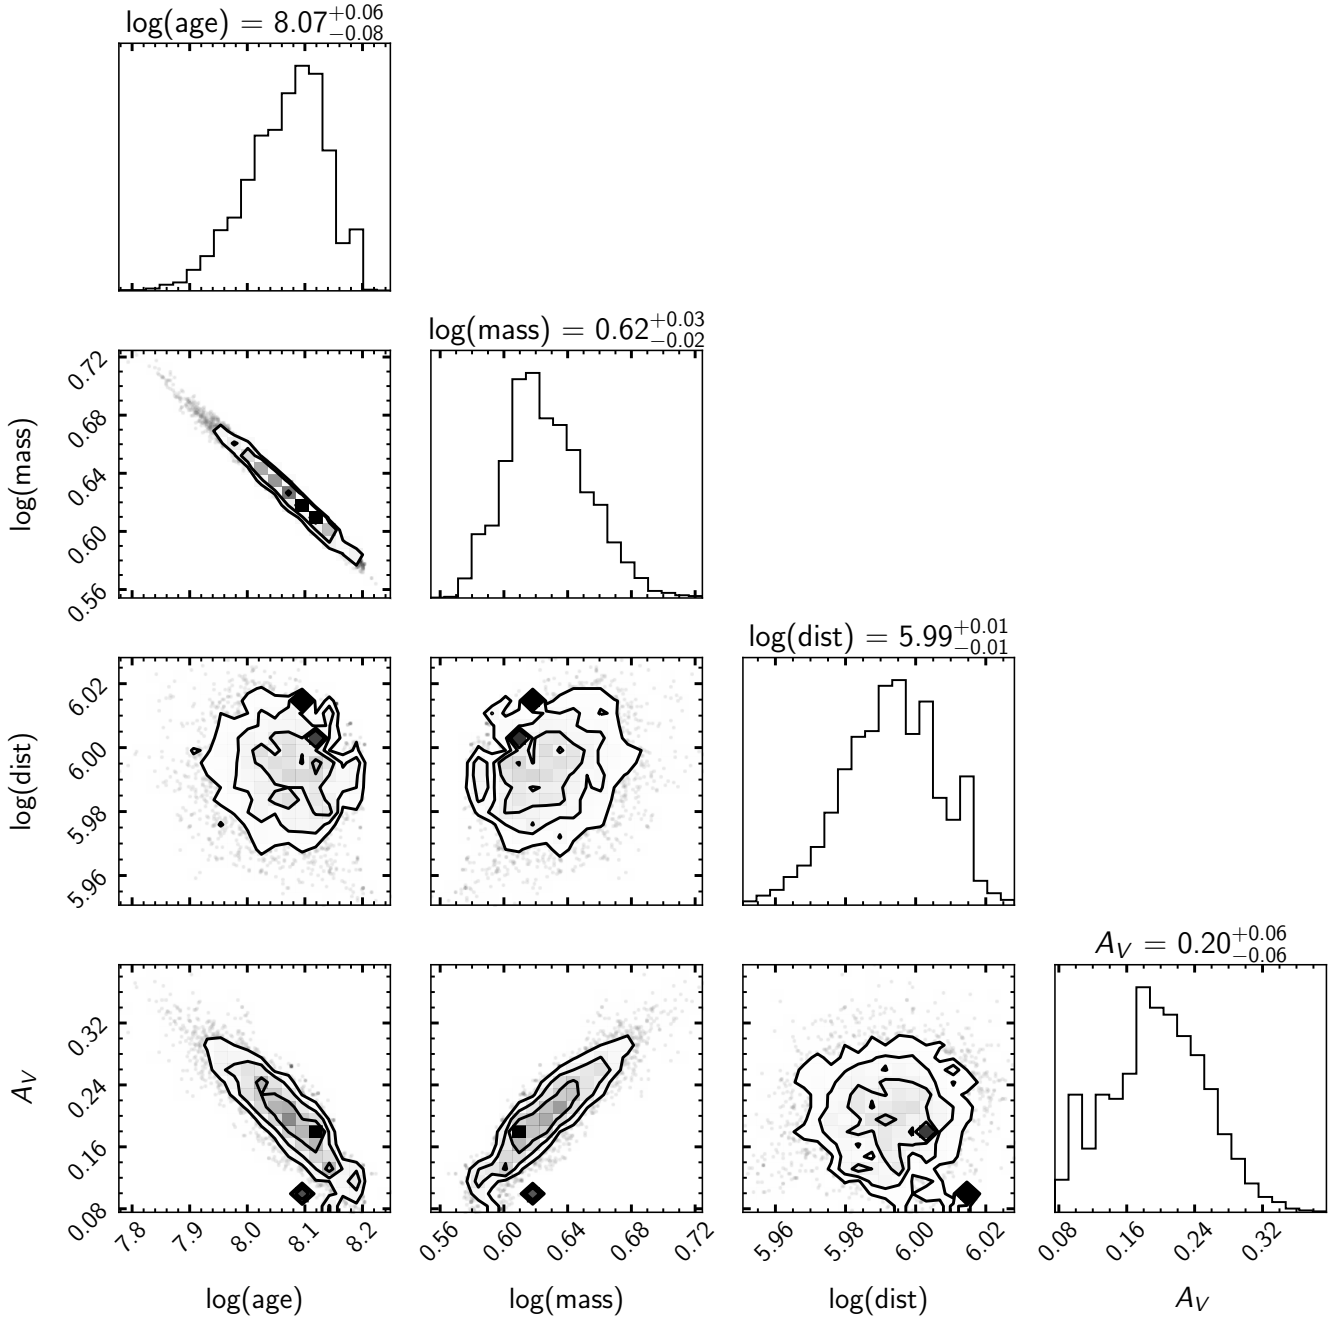 log(age) = 8.07+0.06 −0.08
log(mass) = 0.62+0.03 −0.02
0.72
0.68
0.64
0.60
0.56
log(mass)
log(dist) = 5.99+0.01 −0.01
6.02
6.00
5.98
5.96
log(dist)
AV = 0.20+0.06 −0.06
0.32
0.24
0.16
0.08
AV
7.8 7.9 8.0 8.1 8.2
0.56 0.60 0.64 0.68 0.72
5.96 5.98 6.00 6.02
0.08 0.16 0.24 0.32
log(age) log(mass) log(dist) AV